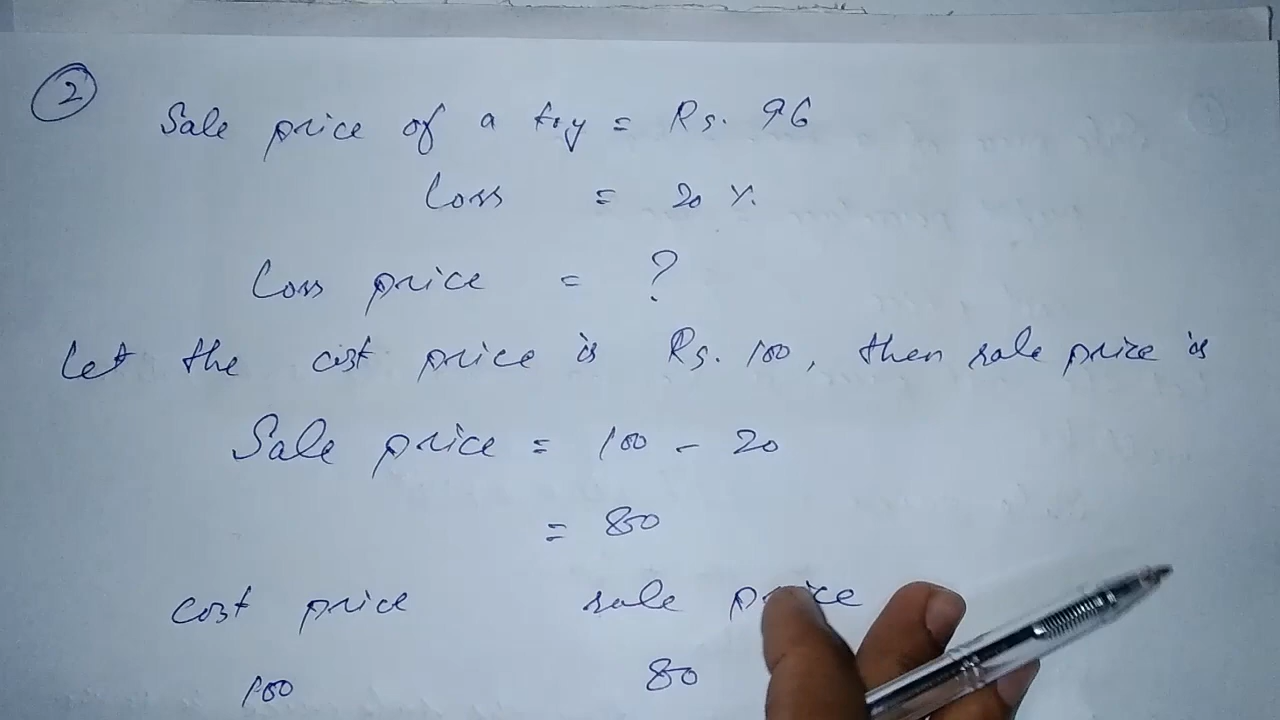 2
Sale price of a toy = Rs. 96
Loss = 20 %.
Loss price = ?
Let the cost price is Rs. 100, then sale price is
Sale price = 100 - 20
= 80
cost price sale price
100 80